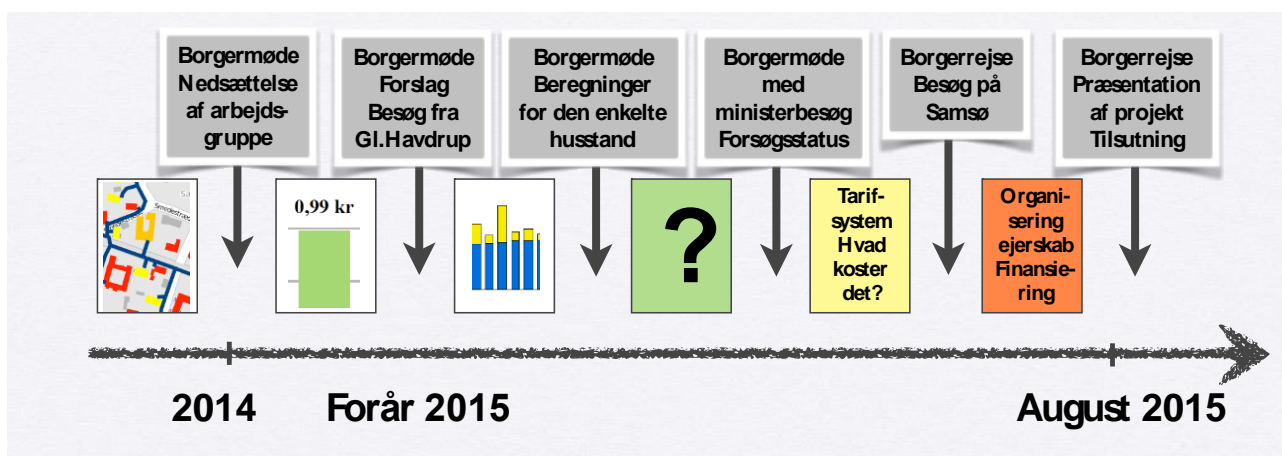 Borgermøde
Nedsættelse
af arbejds-
gruppe
Borgermøde
Forslag
Besøg fra
Gl.Havdrup
Borgermøde
Beregninger
for den enkelte
husstand
Borgermøde
med
ministerbesøg
Forsøgsstatus
Borgerrejse
Besøg på
Samsø
Borgerrejse
Præsentation
af projekt
Tilsutning
Smedestræd
0,99 kr
?
Tarif-
system
Hvad
koster
det?
Organi-
sering
ejerskab
Finansie-
ring
2014
Forår 2015
August 2015